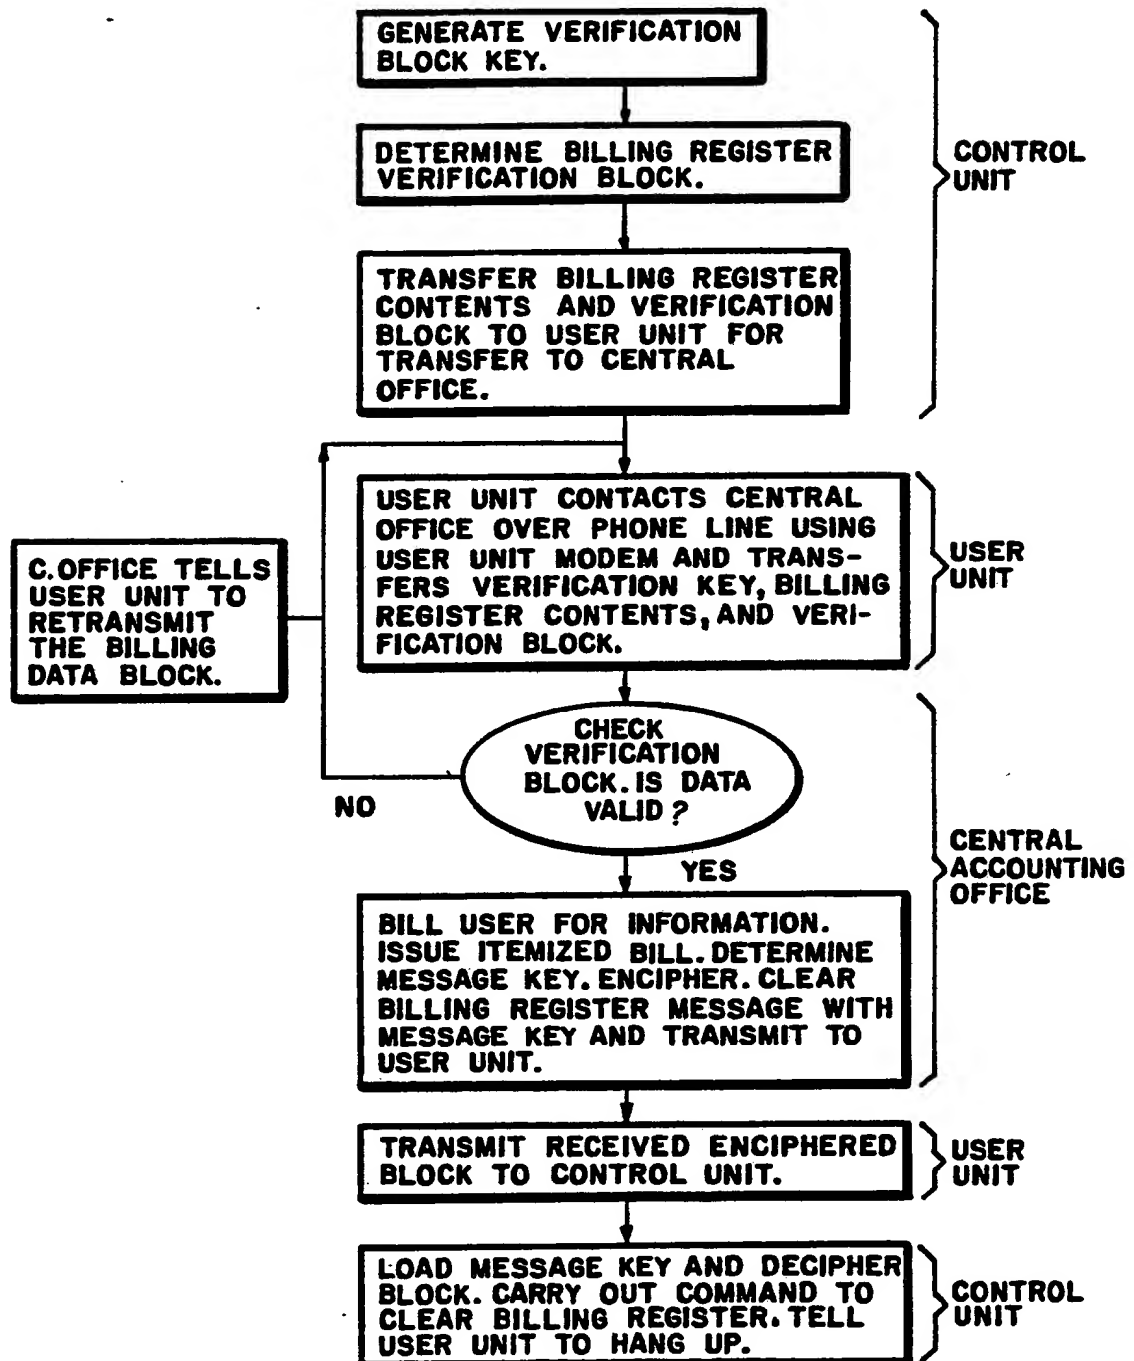 GENERATE VERIFICATION
BLOCK KEY.
DETERMINE BILLING REGISTER
VERIFICATION BLOCK.
CONTROL
UNIT
TRANSFER BILLING REGISTER
CONTENTS AND VERIFICATION
BLOCK TO USER UNIT FOR
TRANSFER TO CENTRAL
OFFICE.
USER UNIT CONTACTS CENTRAL
OFFICE OVER PHONE LINE USING
USER UNIT MODEM AND TRANS-
FERS VERIFICATION KEY, BILLING
REGISTER CONTENTS, AND VERI-
FICATION BLOCK.
USER
UNIT
C.OFFICE TELLS
USER UNIT TO
RETRANSMIT
THE BILLING
DATA BLOCK.
CHECK
VERIFICATION
BLOCK. IS DATA
VALID?
NO
YES
CENTRAL
ACCOUNTING
OFFICE
BILL USER FOR INFORMATION.
ISSUE ITEMIZED BILL. DETERMINE
MESSAGE KEY. ENCIPHER. CLEAR
BILLING REGISTER MESSAGE WITH
MESSAGE KEY AND TRANSMIT TO
USER UNIT.
TRANSMIT RECEIVED ENCIPHERED
BLOCK TO CONTROL UNIT.
USER
UNIT
LOAD MESSAGE KEY AND DECIPHER
BLOCK. CARRY OUT COMMAND TO
CLEAR BILLING REGISTER. TELL
USER UNIT TO HANG UP.
CONTROL
UNIT